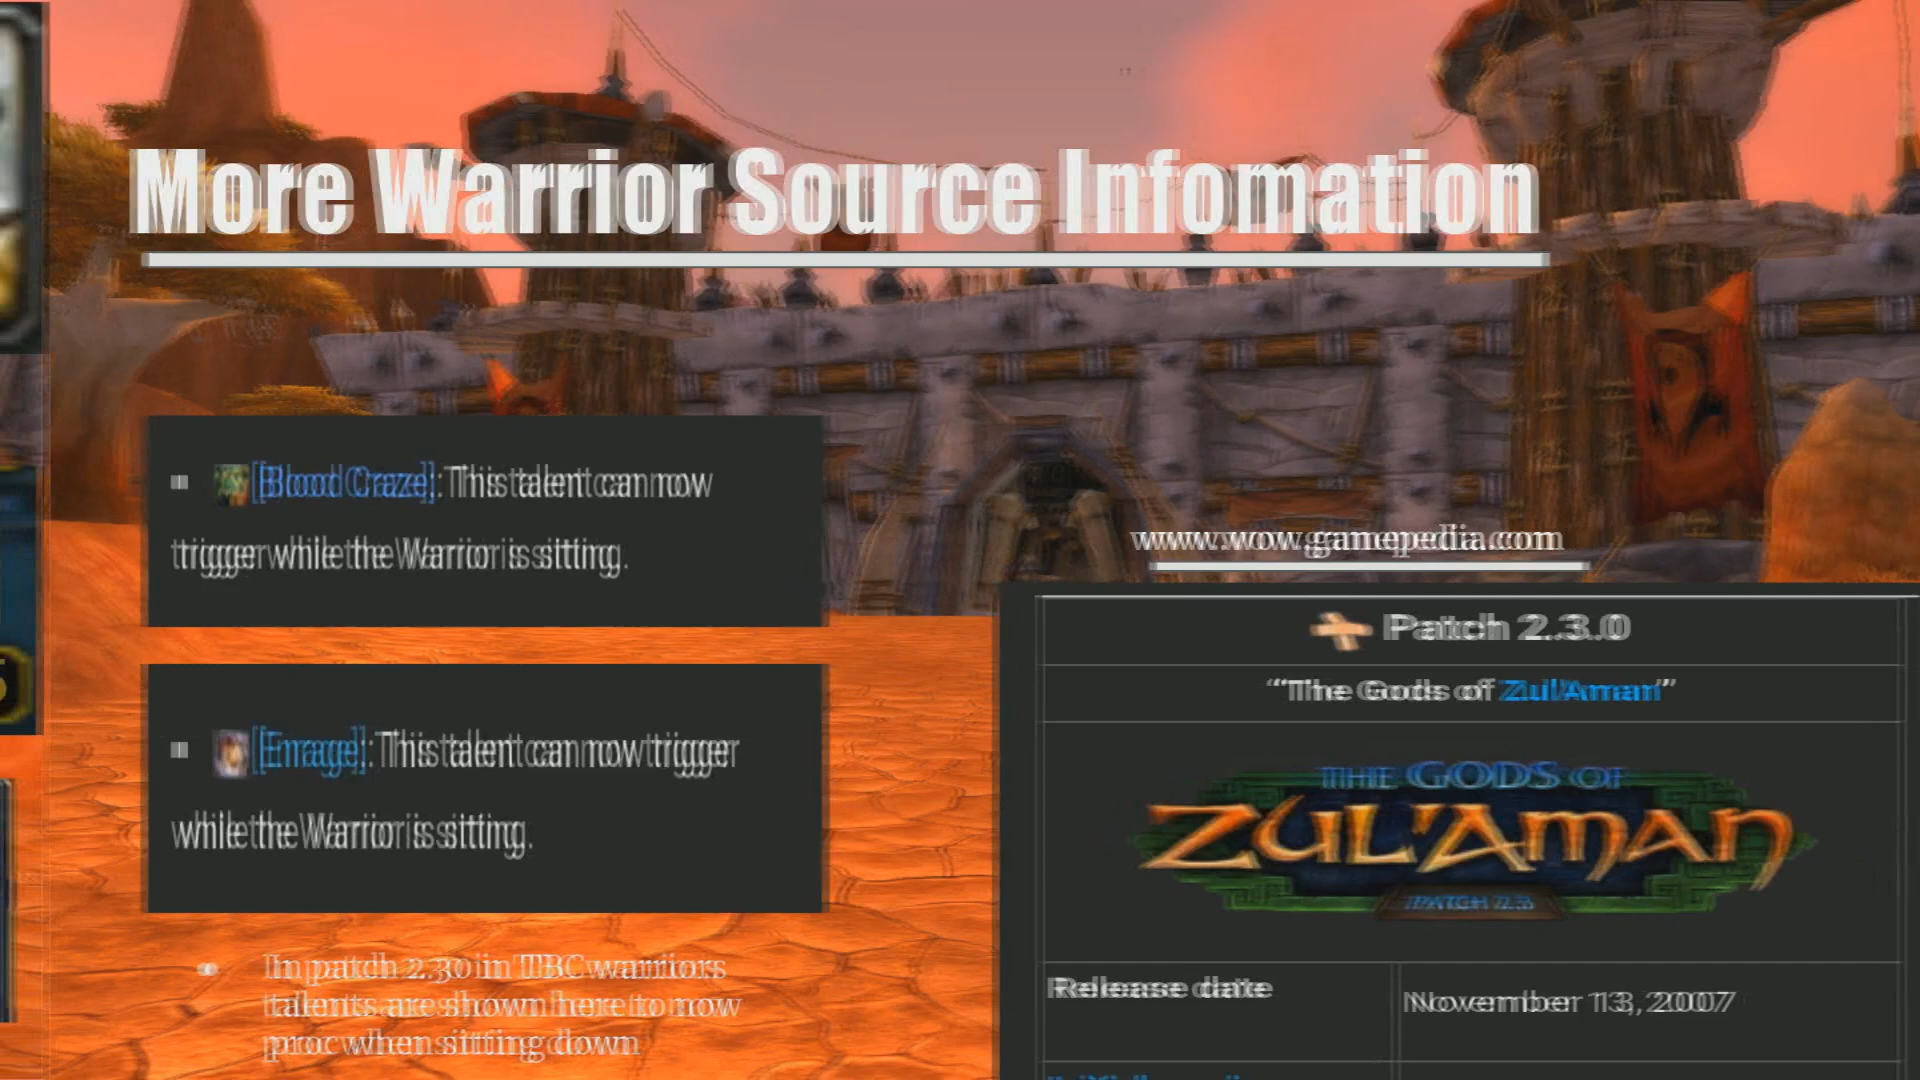 More Warrior Source Infomation
[Blood Craze]: This talent can now
trigger while the Warrior is sitting.
[Enrage]: This talent can now trigger
while the Warrior is sitting.
In patch 2.30 in TBC warriors
talents are shown here to now
proc when sitting down
www.wow.gamepedia.com
Patch 2.3.0
“The Gods of Zul'Aman”
THE GODS OF
ZUL'AMAN
PATCH 2.3
Release date
November 13, 2007